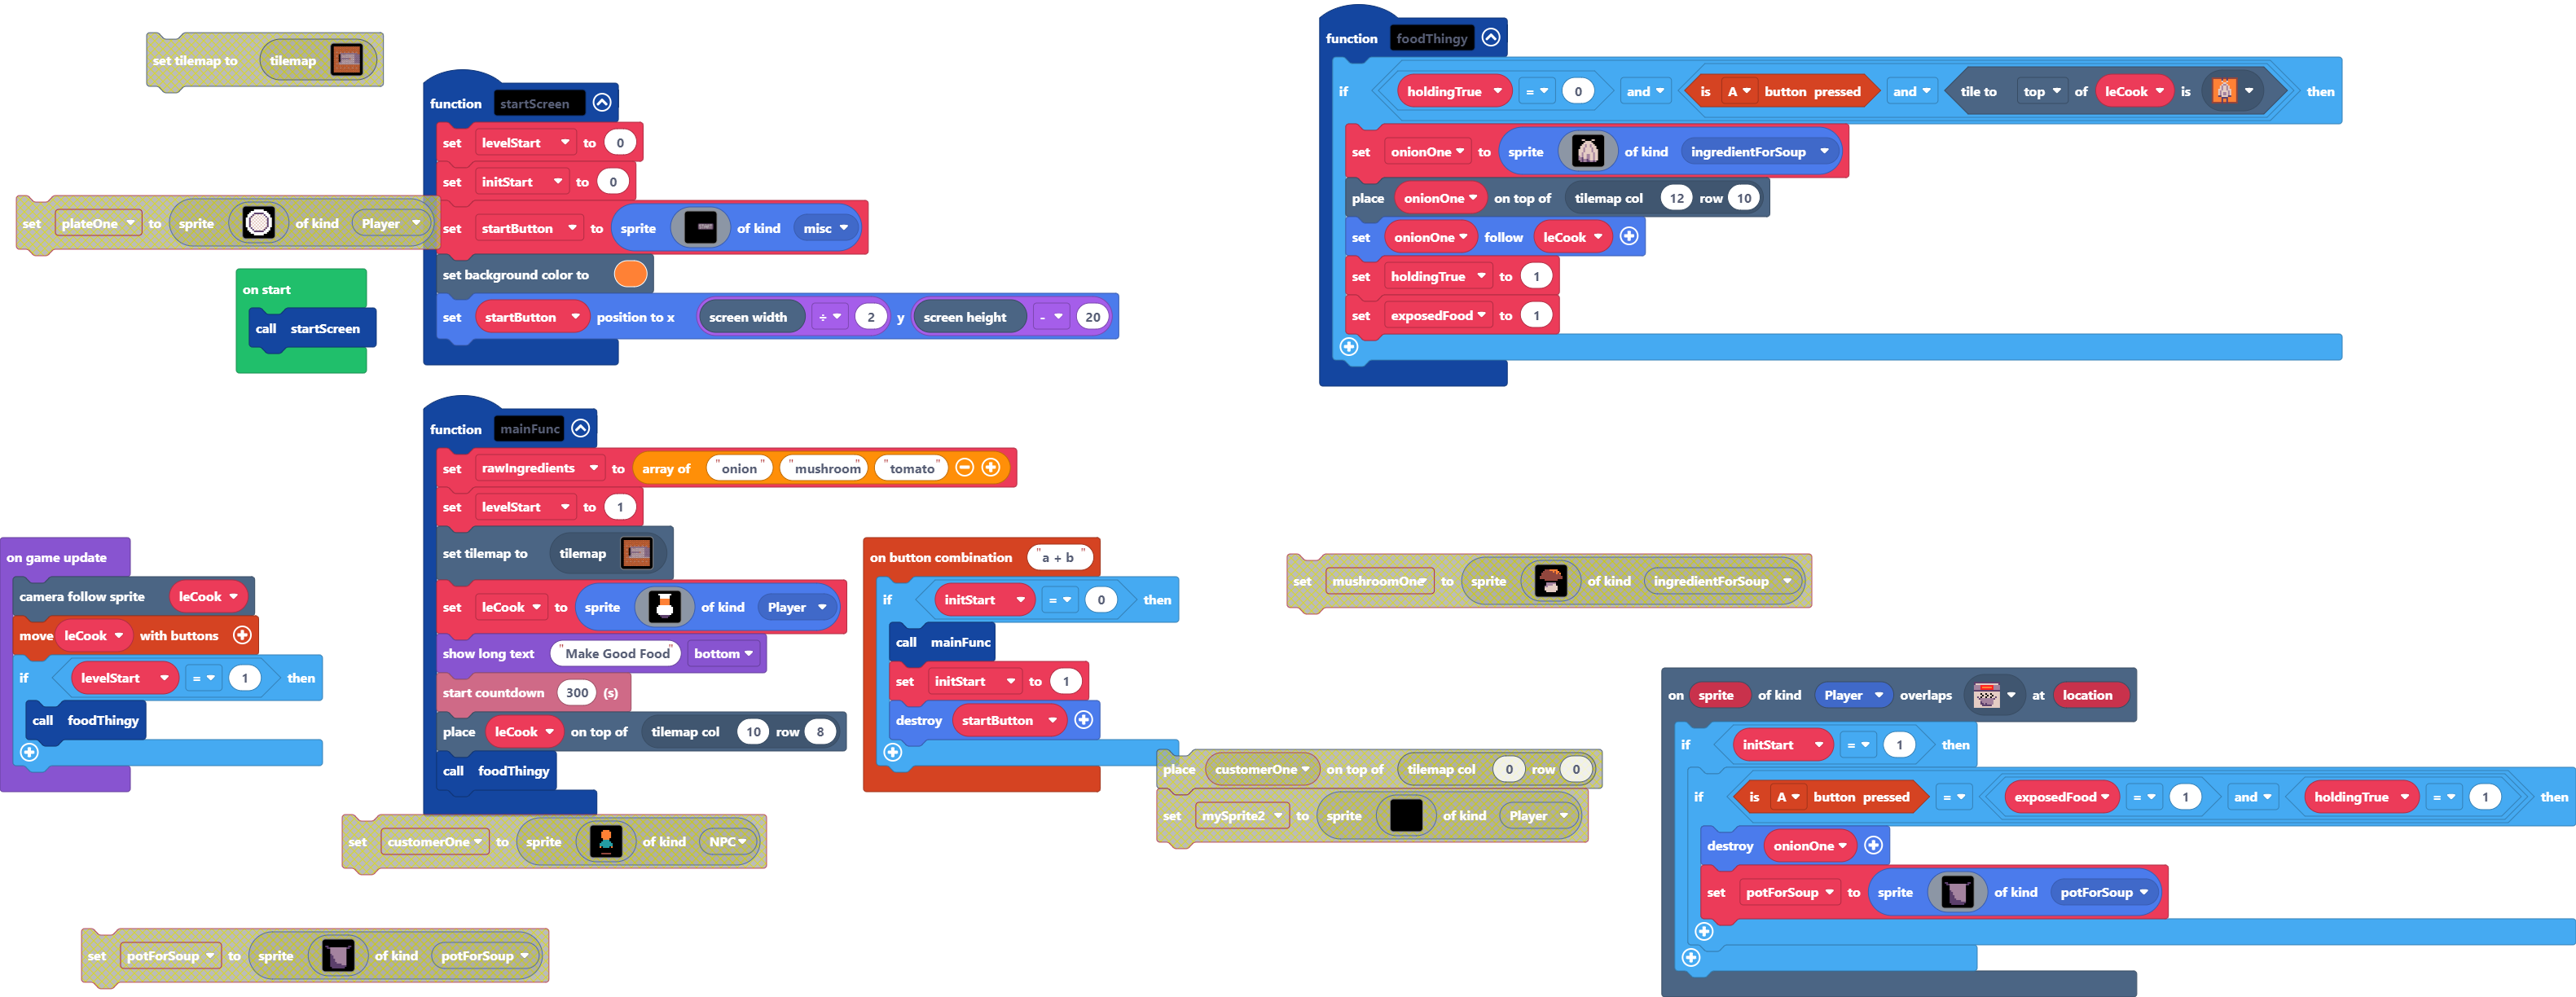 set tilemap to tilemap
function startScreen
set levelStart to 0
set initStart to 0
set plateOne to sprite of kind Player
set startButton to sprite of kind misc
set background color to
set startButton position to x screen width ÷ 2 y screen height - 20
on start
call startScreen
function foodThingy
if holdingTrue = 0 and is A button pressed and tile to top of leCook is then
set onionOne to sprite of kind ingredientForSoup
place onionOne on top of tilemap col 12 row 10
set onionOne follow leCook
set holdingTrue to 1
set exposedFood to 1
function mainFunc
set rawIngredients to array of "onion" "mushroom" "tomato"
set levelStart to 1
set tilemap to tilemap
set leCook to sprite of kind Player
show long text "Make Good Food" bottom
start countdown 300 (s)
place leCook on top of tilemap col 10 row 8
call foodThingy
on game update
camera follow sprite leCook
move leCook with buttons
if levelStart = 1 then
call foodThingy
on button combination "a + b"
if initStart = 0 then
call mainFunc
set initStart to 1
destroy startButton
set mushroomOne to sprite of kind ingredientForSoup
place customerOne on top of tilemap col 0 row 0
set mySprite2 to sprite of kind Player
set customerOne to sprite of kind NPC
set potForSoup to sprite of kind potForSoup
on sprite of kind Player overlaps at location
if initStart = 1 then
if is A button pressed = exposedFood = 1 and holdingTrue = 1 then
destroy onionOne
set potForSoup to sprite of kind potForSoup